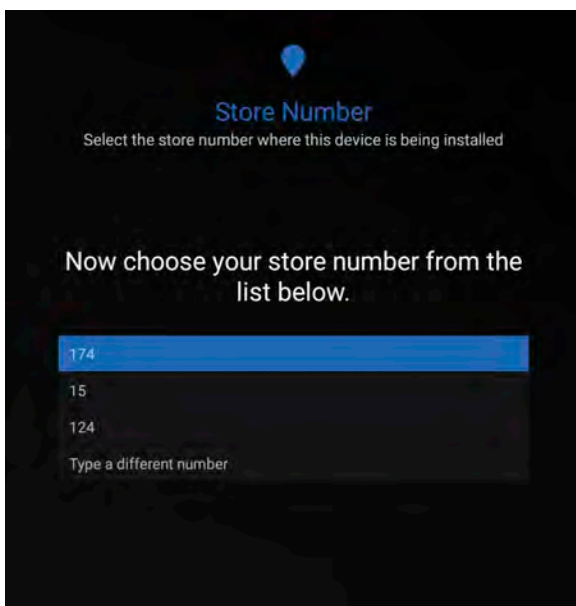 Store Number
Select the store number where this device is being installed
Now choose your store number from the
list below.
174
15
124
Type a different number